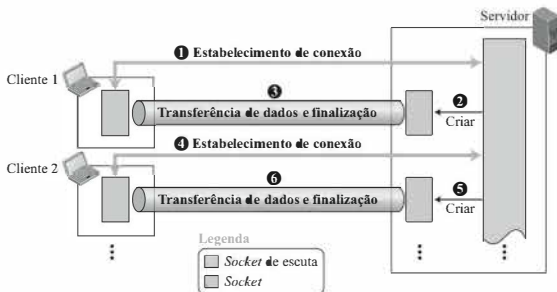 Servidor
❶ Estabelecimento de conexão
Cliente 1
❸
Transferência de dados e finalização
❷
Criar
❹ Estabelecimento de conexão
Cliente 2
❻
Transferência de dados e finalização
❺
Criar
Legenda
Socket de escuta
Socket